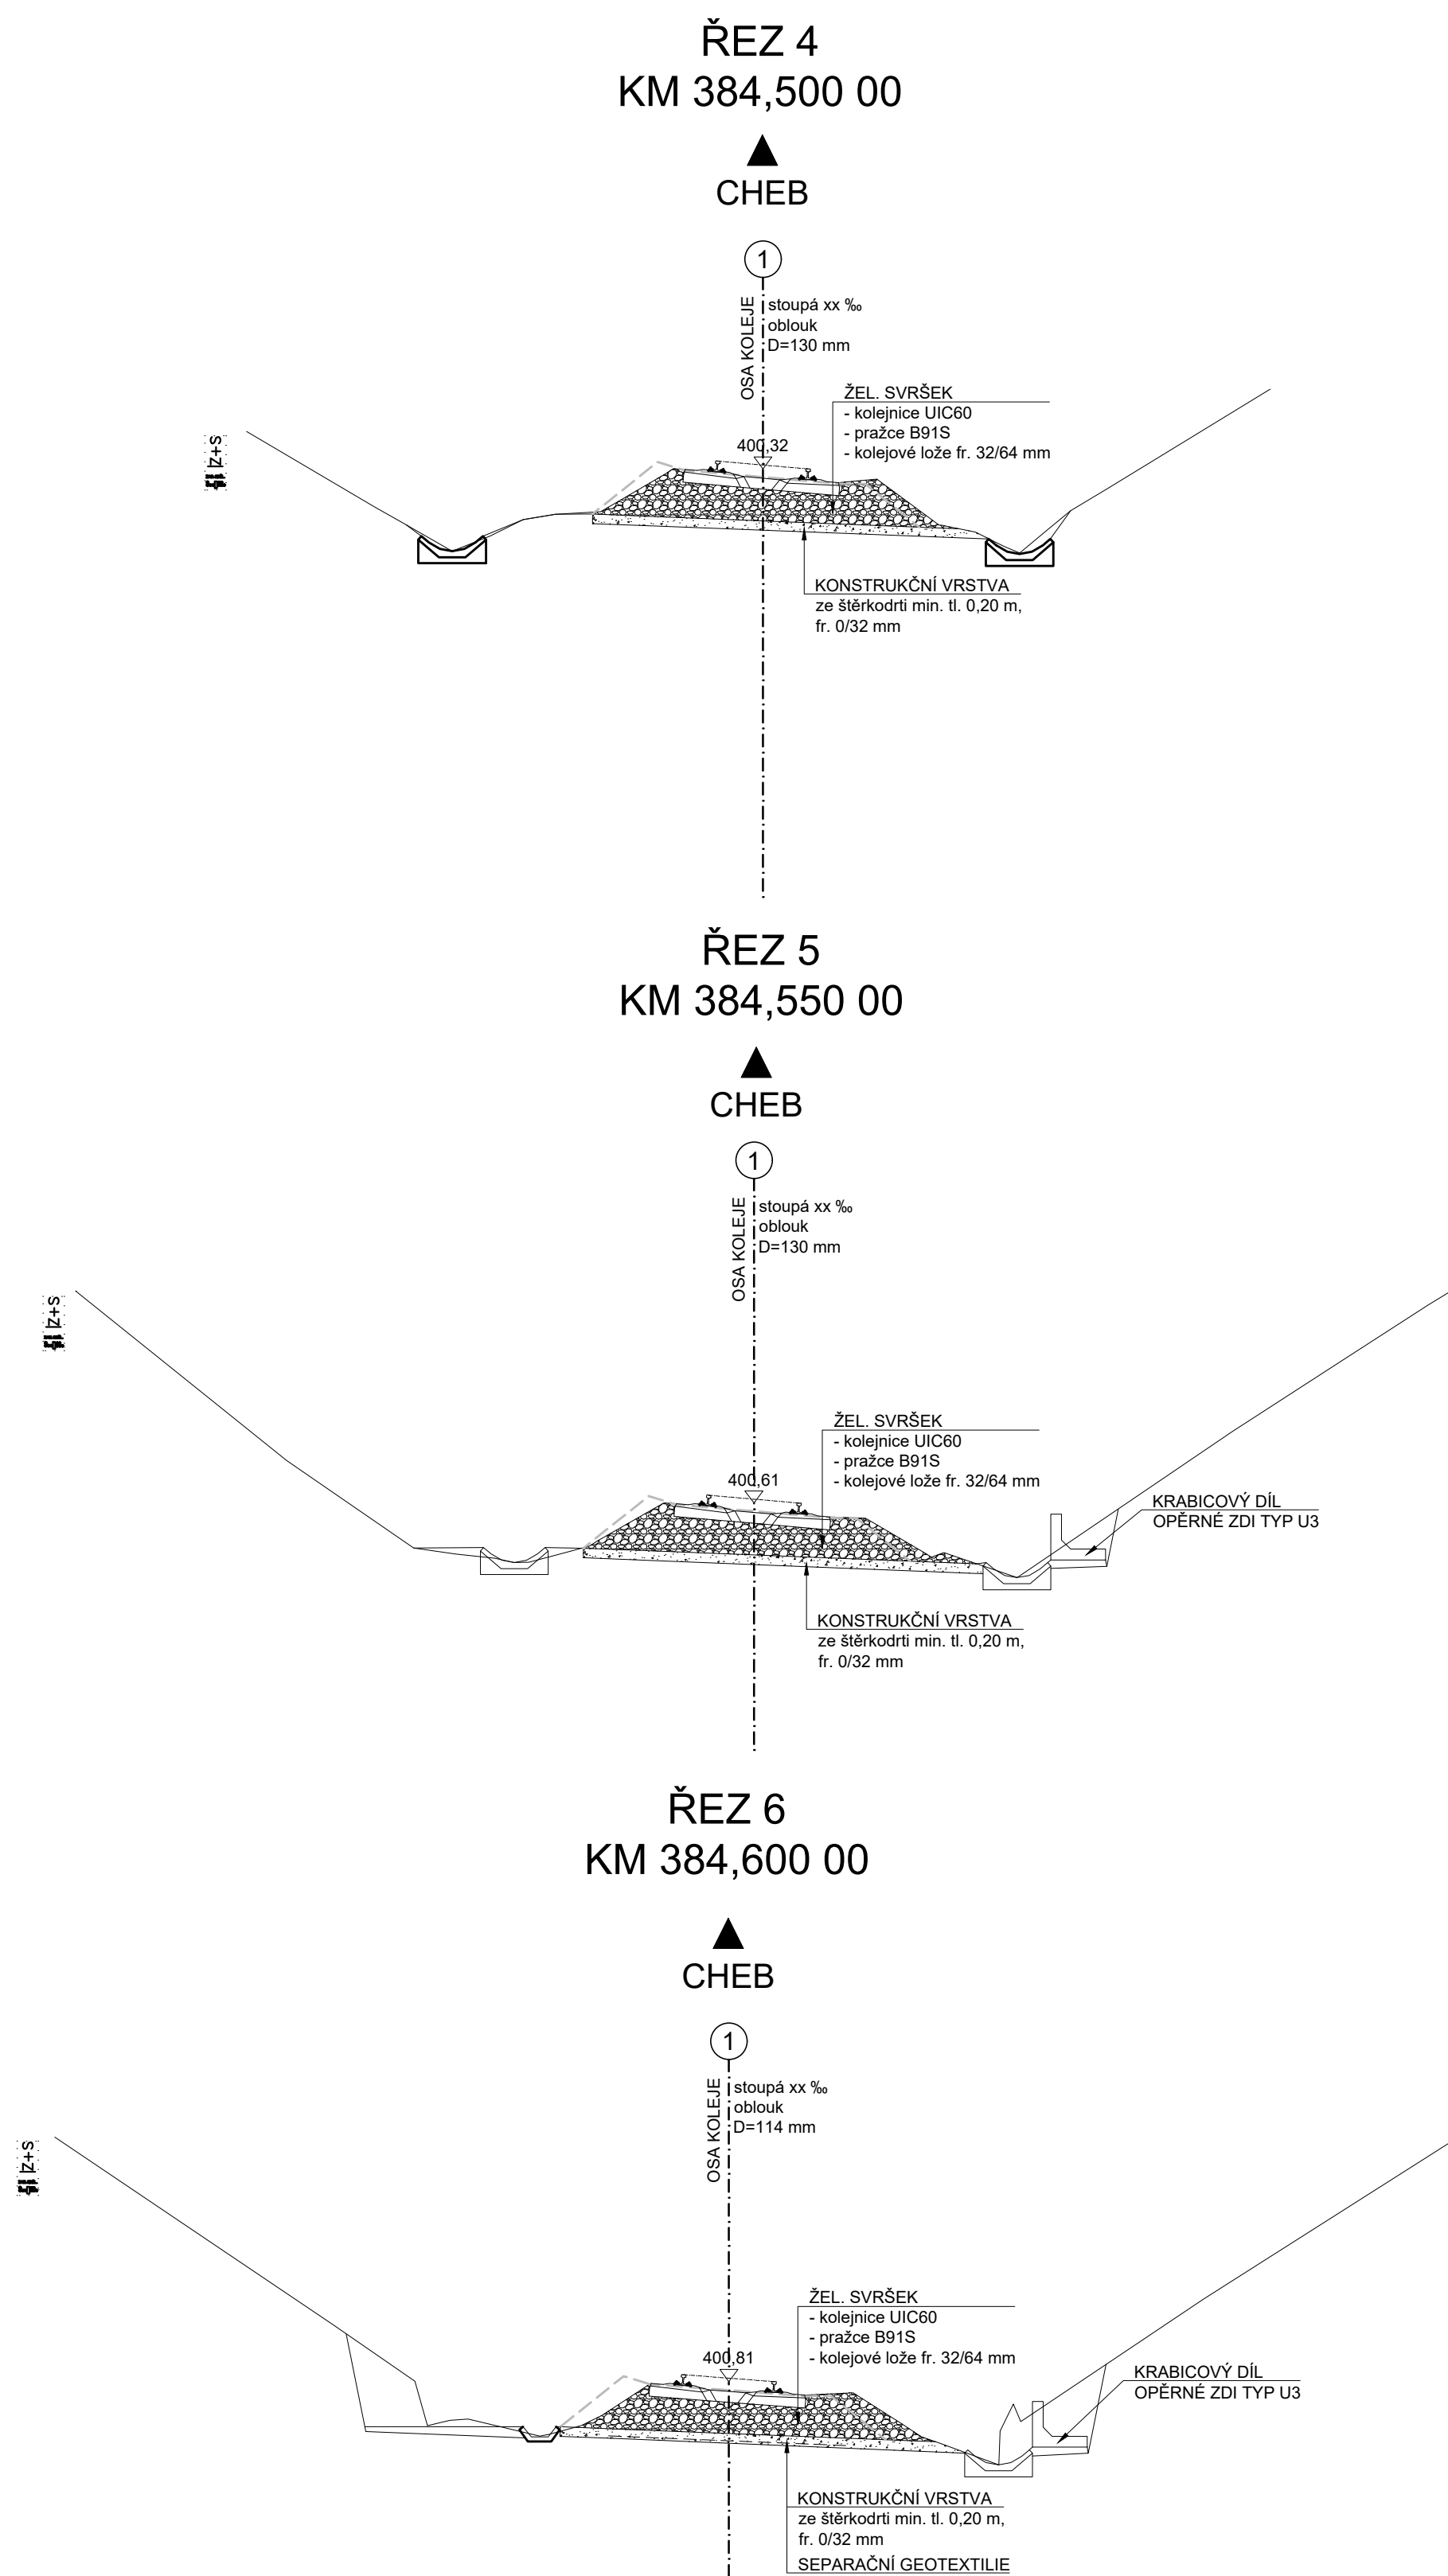 ŘEZ 4
KM 384,500 00
CHEB
1
OSA KOLEJE
stoupá xx ‰
oblouk
D=130 mm
ŽEL. SVRŠEK
- kolejnice UIC60
- pražce B91S
- kolejové lože fr. 32/64 mm
400,32
z+s
KONSTRUKČNÍ VRSTVA
ze štěrkodrti min. tl. 0,20 m,
fr. 0/32 mm
ŘEZ 5
KM 384,550 00
CHEB
1
OSA KOLEJE
stoupá xx ‰
oblouk
D=130 mm
z+s
ŽEL. SVRŠEK
- kolejnice UIC60
- pražce B91S
- kolejové lože fr. 32/64 mm
400,61
KRABICOVÝ DÍL
OPĚRNÉ ZDI TYP U3
KONSTRUKČNÍ VRSTVA
ze štěrkodrti min. tl. 0,20 m,
fr. 0/32 mm
ŘEZ 6
KM 384,600 00
CHEB
1
OSA KOLEJE
stoupá xx ‰
oblouk
D=114 mm
z+s
ŽEL. SVRŠEK
- kolejnice UIC60
- pražce B91S
- kolejové lože fr. 32/64 mm
400,81
KRABICOVÝ DÍL
OPĚRNÉ ZDI TYP U3
KONSTRUKČNÍ VRSTVA
ze štěrkodrti min. tl. 0,20 m,
fr. 0/32 mm
SEPARAČNÍ GEOTEXTILIE